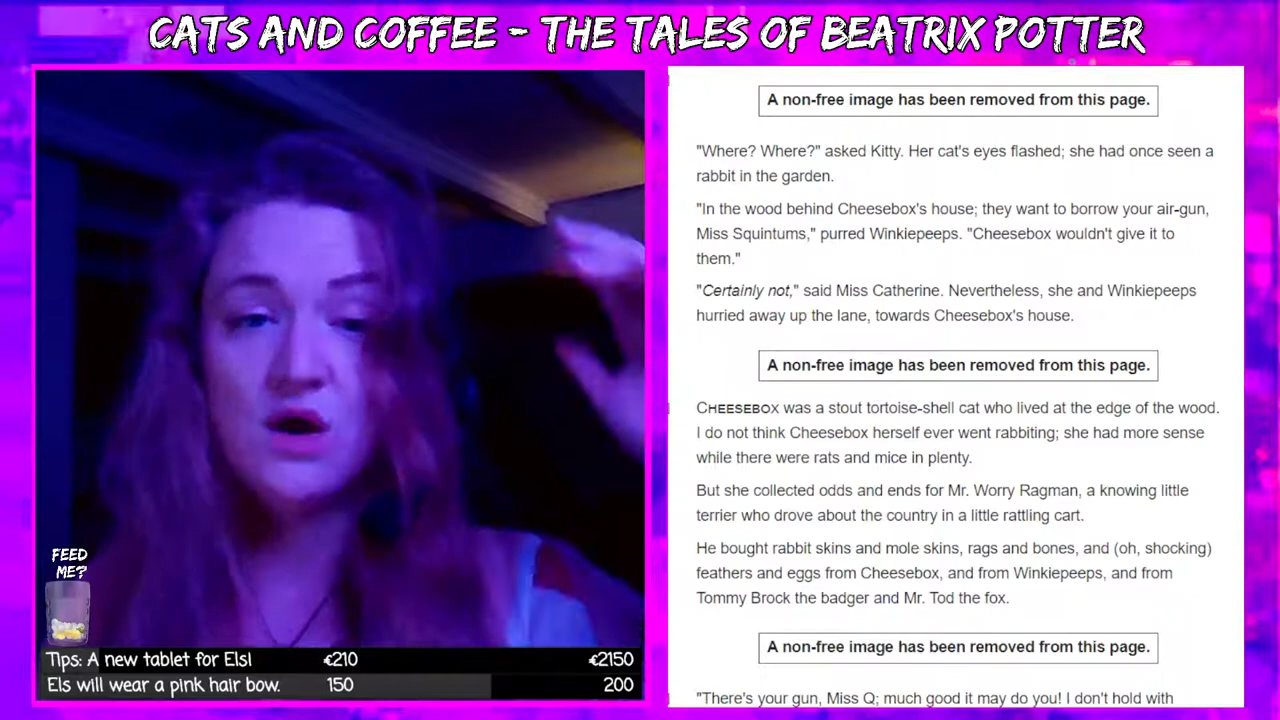 CATS AND COFFEE - THE TALES OF BEATRIX POTTER
A non-free image has been removed from this page.
"Where? Where?" asked Kitty. Her cat's eyes flashed; she had once seen a
rabbit in the garden.
"In the wood behind Cheesebox's house; they want to borrow your air-gun,
Miss Squintums," purred Winkiepeeps. "Cheesebox wouldn't give it to
them."
"Certainly not," said Miss Catherine. Nevertheless, she and Winkiepeeps
hurried away up the lane, towards Cheesebox's house.
A non-free image has been removed from this page.
CHEESEBOX was a stout tortoise-shell cat who lived at the edge of the wood.
I do not think Cheesebox herself ever went rabbiting; she had more sense
while there were rats and mice in plenty.
But she collected odds and ends for Mr. Worry Ragman, a knowing little
terrier who drove about the country in a little rattling cart.
He bought rabbit skins and mole skins, rags and bones, and (oh, shocking)
feathers and eggs from Cheesebox, and from Winkiepeeps, and from
Tommy Brock the badger and Mr. Tod the fox.
A non-free image has been removed from this page.
"There's your gun, Miss Q; much good it may do you! I don't hold with
FEED
ME?
Tips: A new tablet for Els! €210 €2150
Els will wear a pink hair bow. 150 200